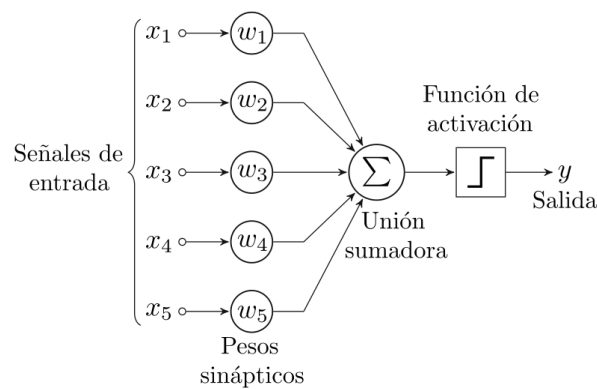 x1 w1
x2 w2
Función de
activación
Señales de
entrada
x3 w3 Σ y
Salida
Unión
sumadora
x4 w4
x5 w5
Pesos
sinápticos